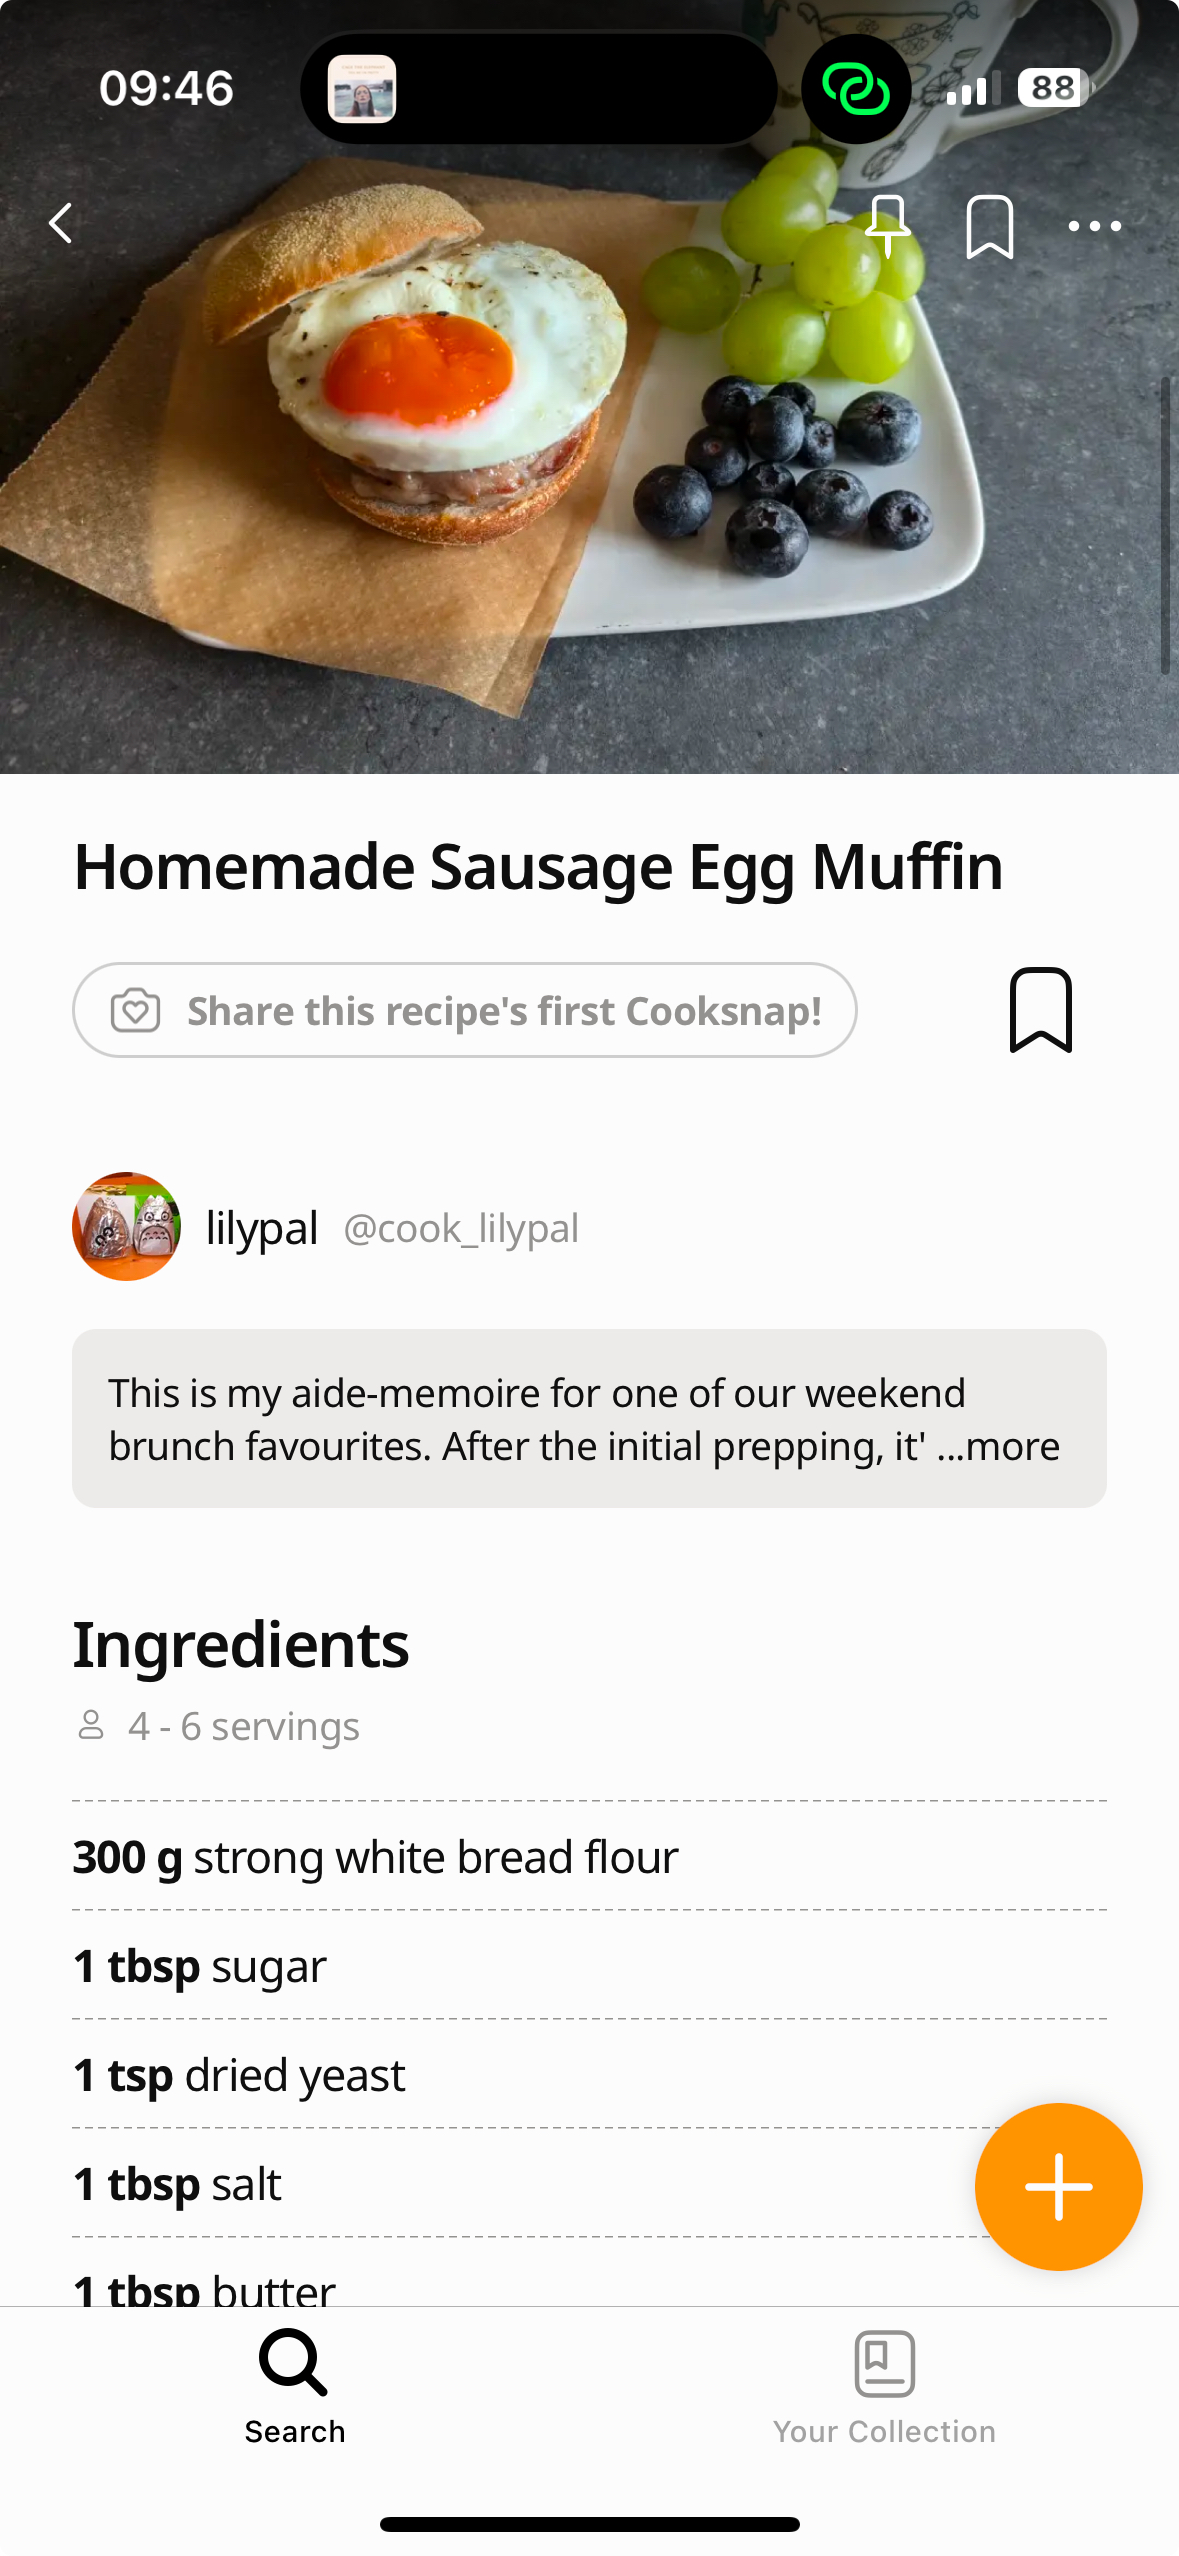 09:46
88
Homemade Sausage Egg Muffin
Share this recipe's first Cooksnap!
lilypal @cook_lilypal
This is my aide-memoire for one of our weekend
brunch favourites. After the initial prepping, it' ...more
Ingredients
4 - 6 servings
300 g strong white bread flour
1 tbsp sugar
1 tsp dried yeast
1 tbsp salt
1 tbsp butter
Search
Your Collection